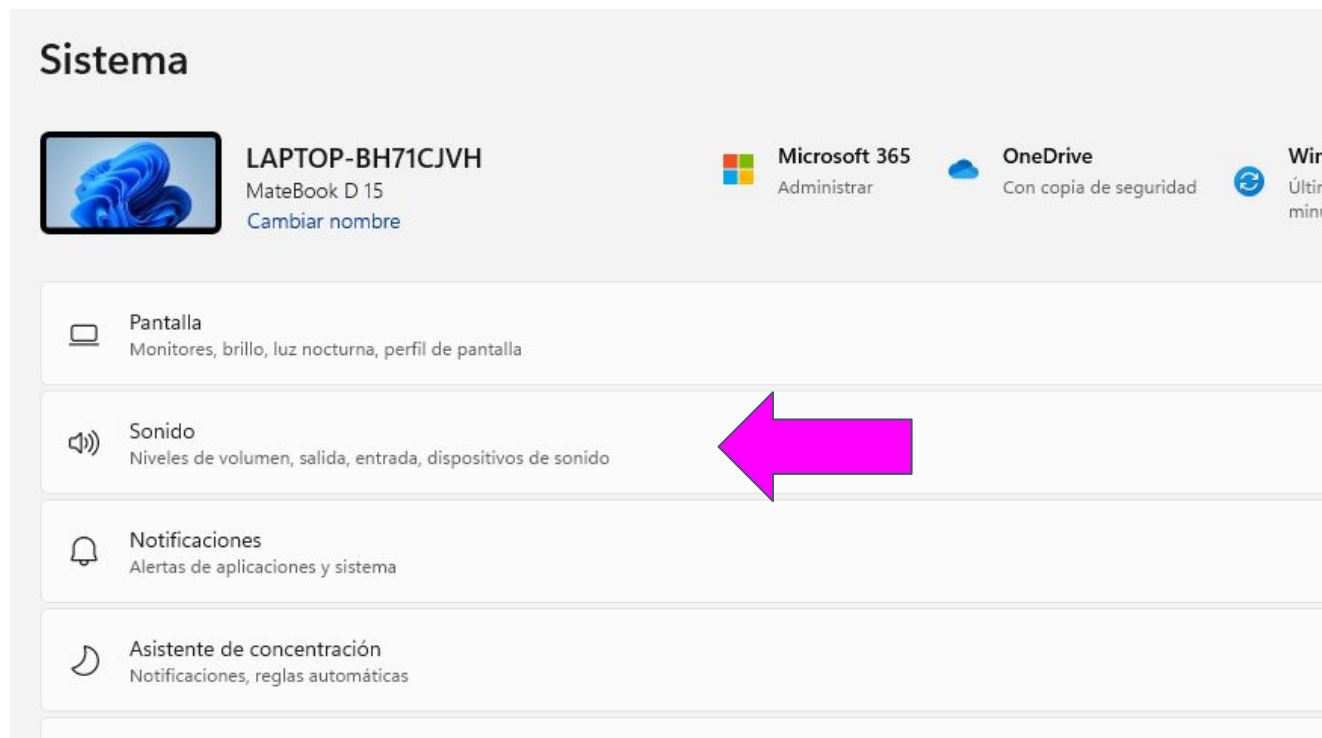 Sistema
LAPTOP-BH71CJVH
MateBook D 15
Cambiar nombre
Microsoft 365
Administrar
OneDrive
Con copia de seguridad
Pantalla
Monitores, brillo, luz nocturna, perfil de pantalla
Sonido
Niveles de volumen, salida, entrada, dispositivos de sonido
Notificaciones
Alertas de aplicaciones y sistema
Asistente de concentración
Notificaciones, reglas automáticas